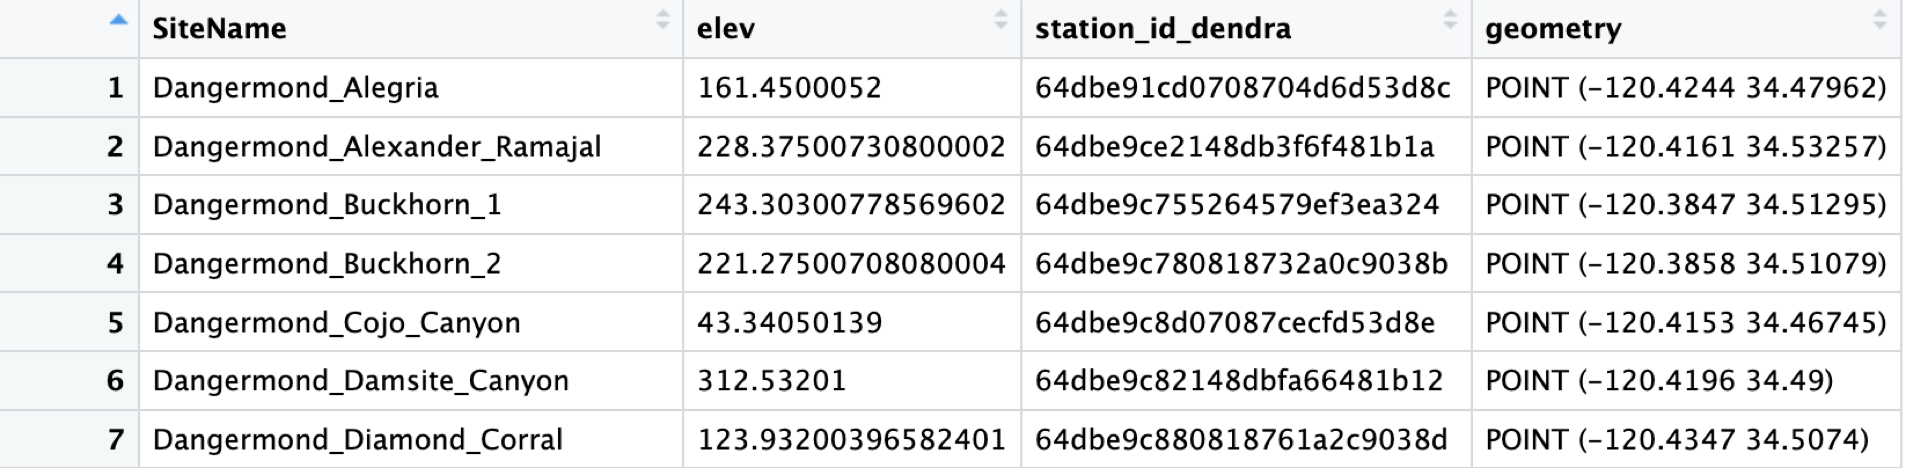 SiteName elev station_id_dendra geometry
1 Dangermond_Alegria 161.4500052 64dbe91cd0708704d6d53d8c POINT (-120.4244 34.47962)
2 Dangermond_Alexander_Ramajal 228.37500730800002 64dbe9ce2148db3f6f481b1a POINT (-120.4161 34.53257)
3 Dangermond_Buckhorn_1 243.30300778569602 64dbe9c755264579ef3ea324 POINT (-120.3847 34.51295)
4 Dangermond_Buckhorn_2 221.27500708080004 64dbe9c780818732a0c9038b POINT (-120.3858 34.51079)
5 Dangermond_Cojo_Canyon 43.34050139 64dbe9c8d07087cecfd53d8e POINT (-120.4153 34.46745)
6 Dangermond_Damsite_Canyon 312.53201 64dbe9c82148dbfa66481b12 POINT (-120.4196 34.49)
7 Dangermond_Diamond_Corral 123.93200396582401 64dbe9c880818761a2c9038d POINT (-120.4347 34.5074)